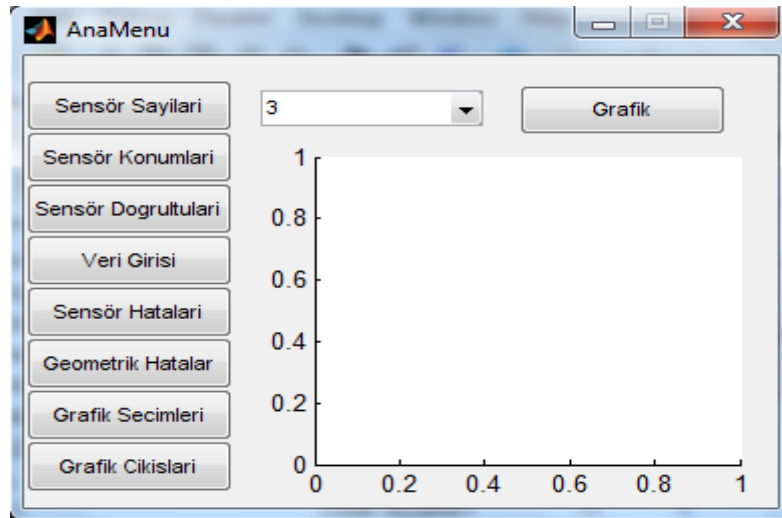 AnaMenu
Sensör Sayilari
3
Grafik
Sensör Konumlari
Sensör Dogrultulari
Veri Girisi
Sensör Hatalari
Geometrik Hatalar
Grafik Secimleri
Grafik Cikislari
1
0.8
0.6
0.4
0.2
0
0 0.2 0.4 0.6 0.8 1